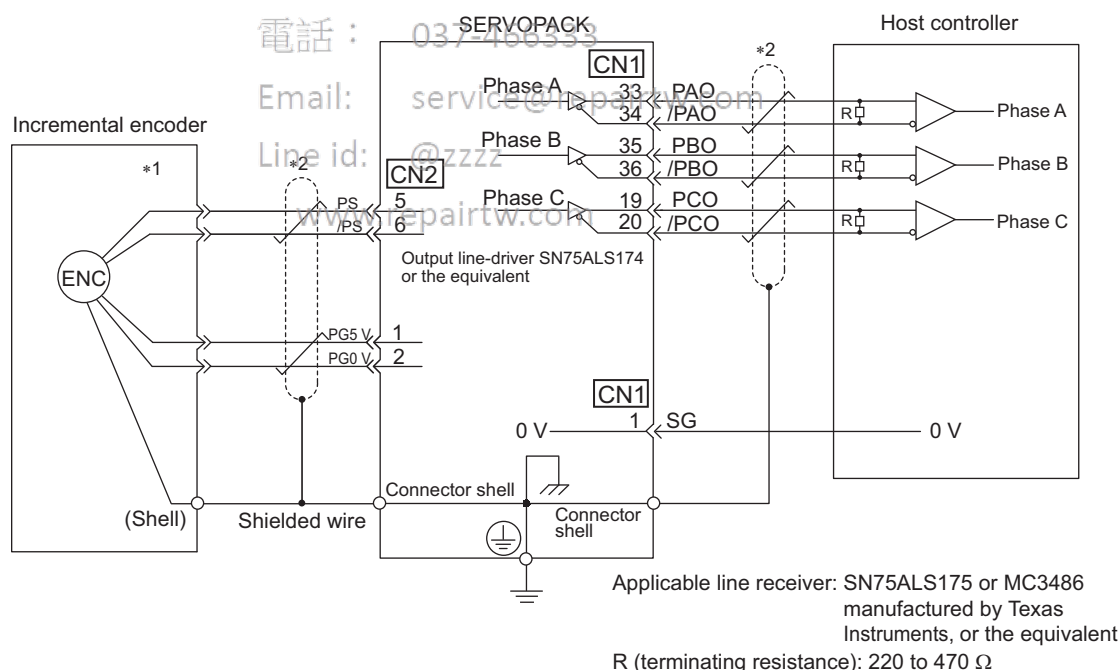 電話： 037-466333
SERVOPACK
Host controller
CN1
*2
Phase A
33
PAO
34
/PAO
R
Phase A
Email: service@repairtw.com
Incremental encoder
Phase B
35
PBO
36
/PBO
R
Phase B
Line id: @zzzz
*1
*2
CN2
Phase C
19
PCO
20
/PCO
R
Phase C
PS
5
/PS
6
www.repairtw.com
Output line-driver SN75ALS174
or the equivalent
ENC
PG5 V
1
PG0 V
2
CN1
0 V
1
SG
0 V
Connector shell
(Shell)
Shielded wire
Connector
shell
Applicable line receiver: SN75ALS175 or MC3486
manufactured by Texas
Instruments, or the equivalent
R (terminating resistance): 220 to 470 Ω